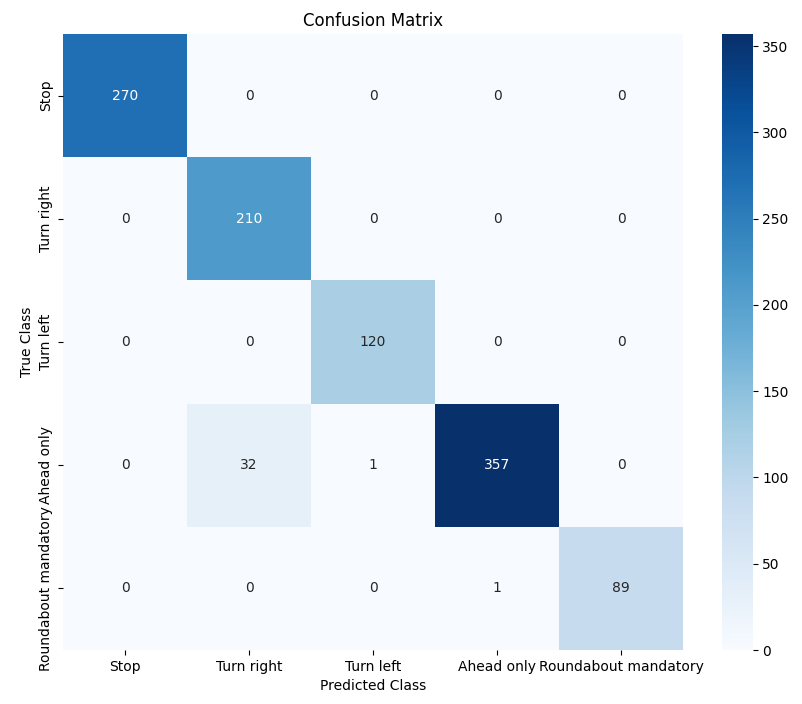 Confusion Matrix
Stop
270 0 0 0 0
Turn right
0 210 0 0 0
Turn left
0 0 120 0 0
Ahead only
0 32 1 357 0
Roundabout mandatory
0 0 0 1 89
True Class
Stop Turn right Turn left Ahead only Roundabout mandatory
Predicted Class
350
300
250
200
150
100
50
0